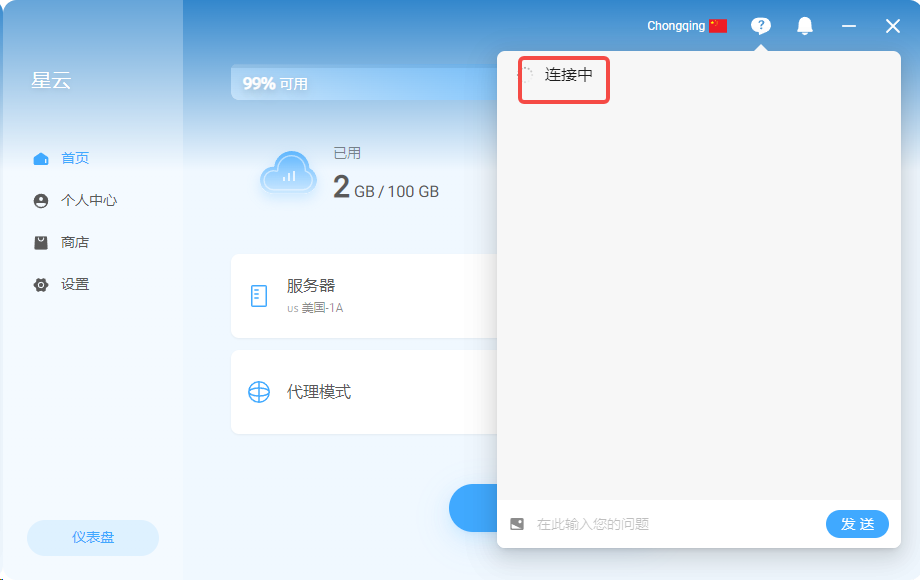 Chongqing
星云
99% 可用
连接中
已用
2 GB / 100 GB
首页
个人中心
商店
设置
服务器
us 美国-1A
代理模式
在此输入您的问题
发 送
仪表盘